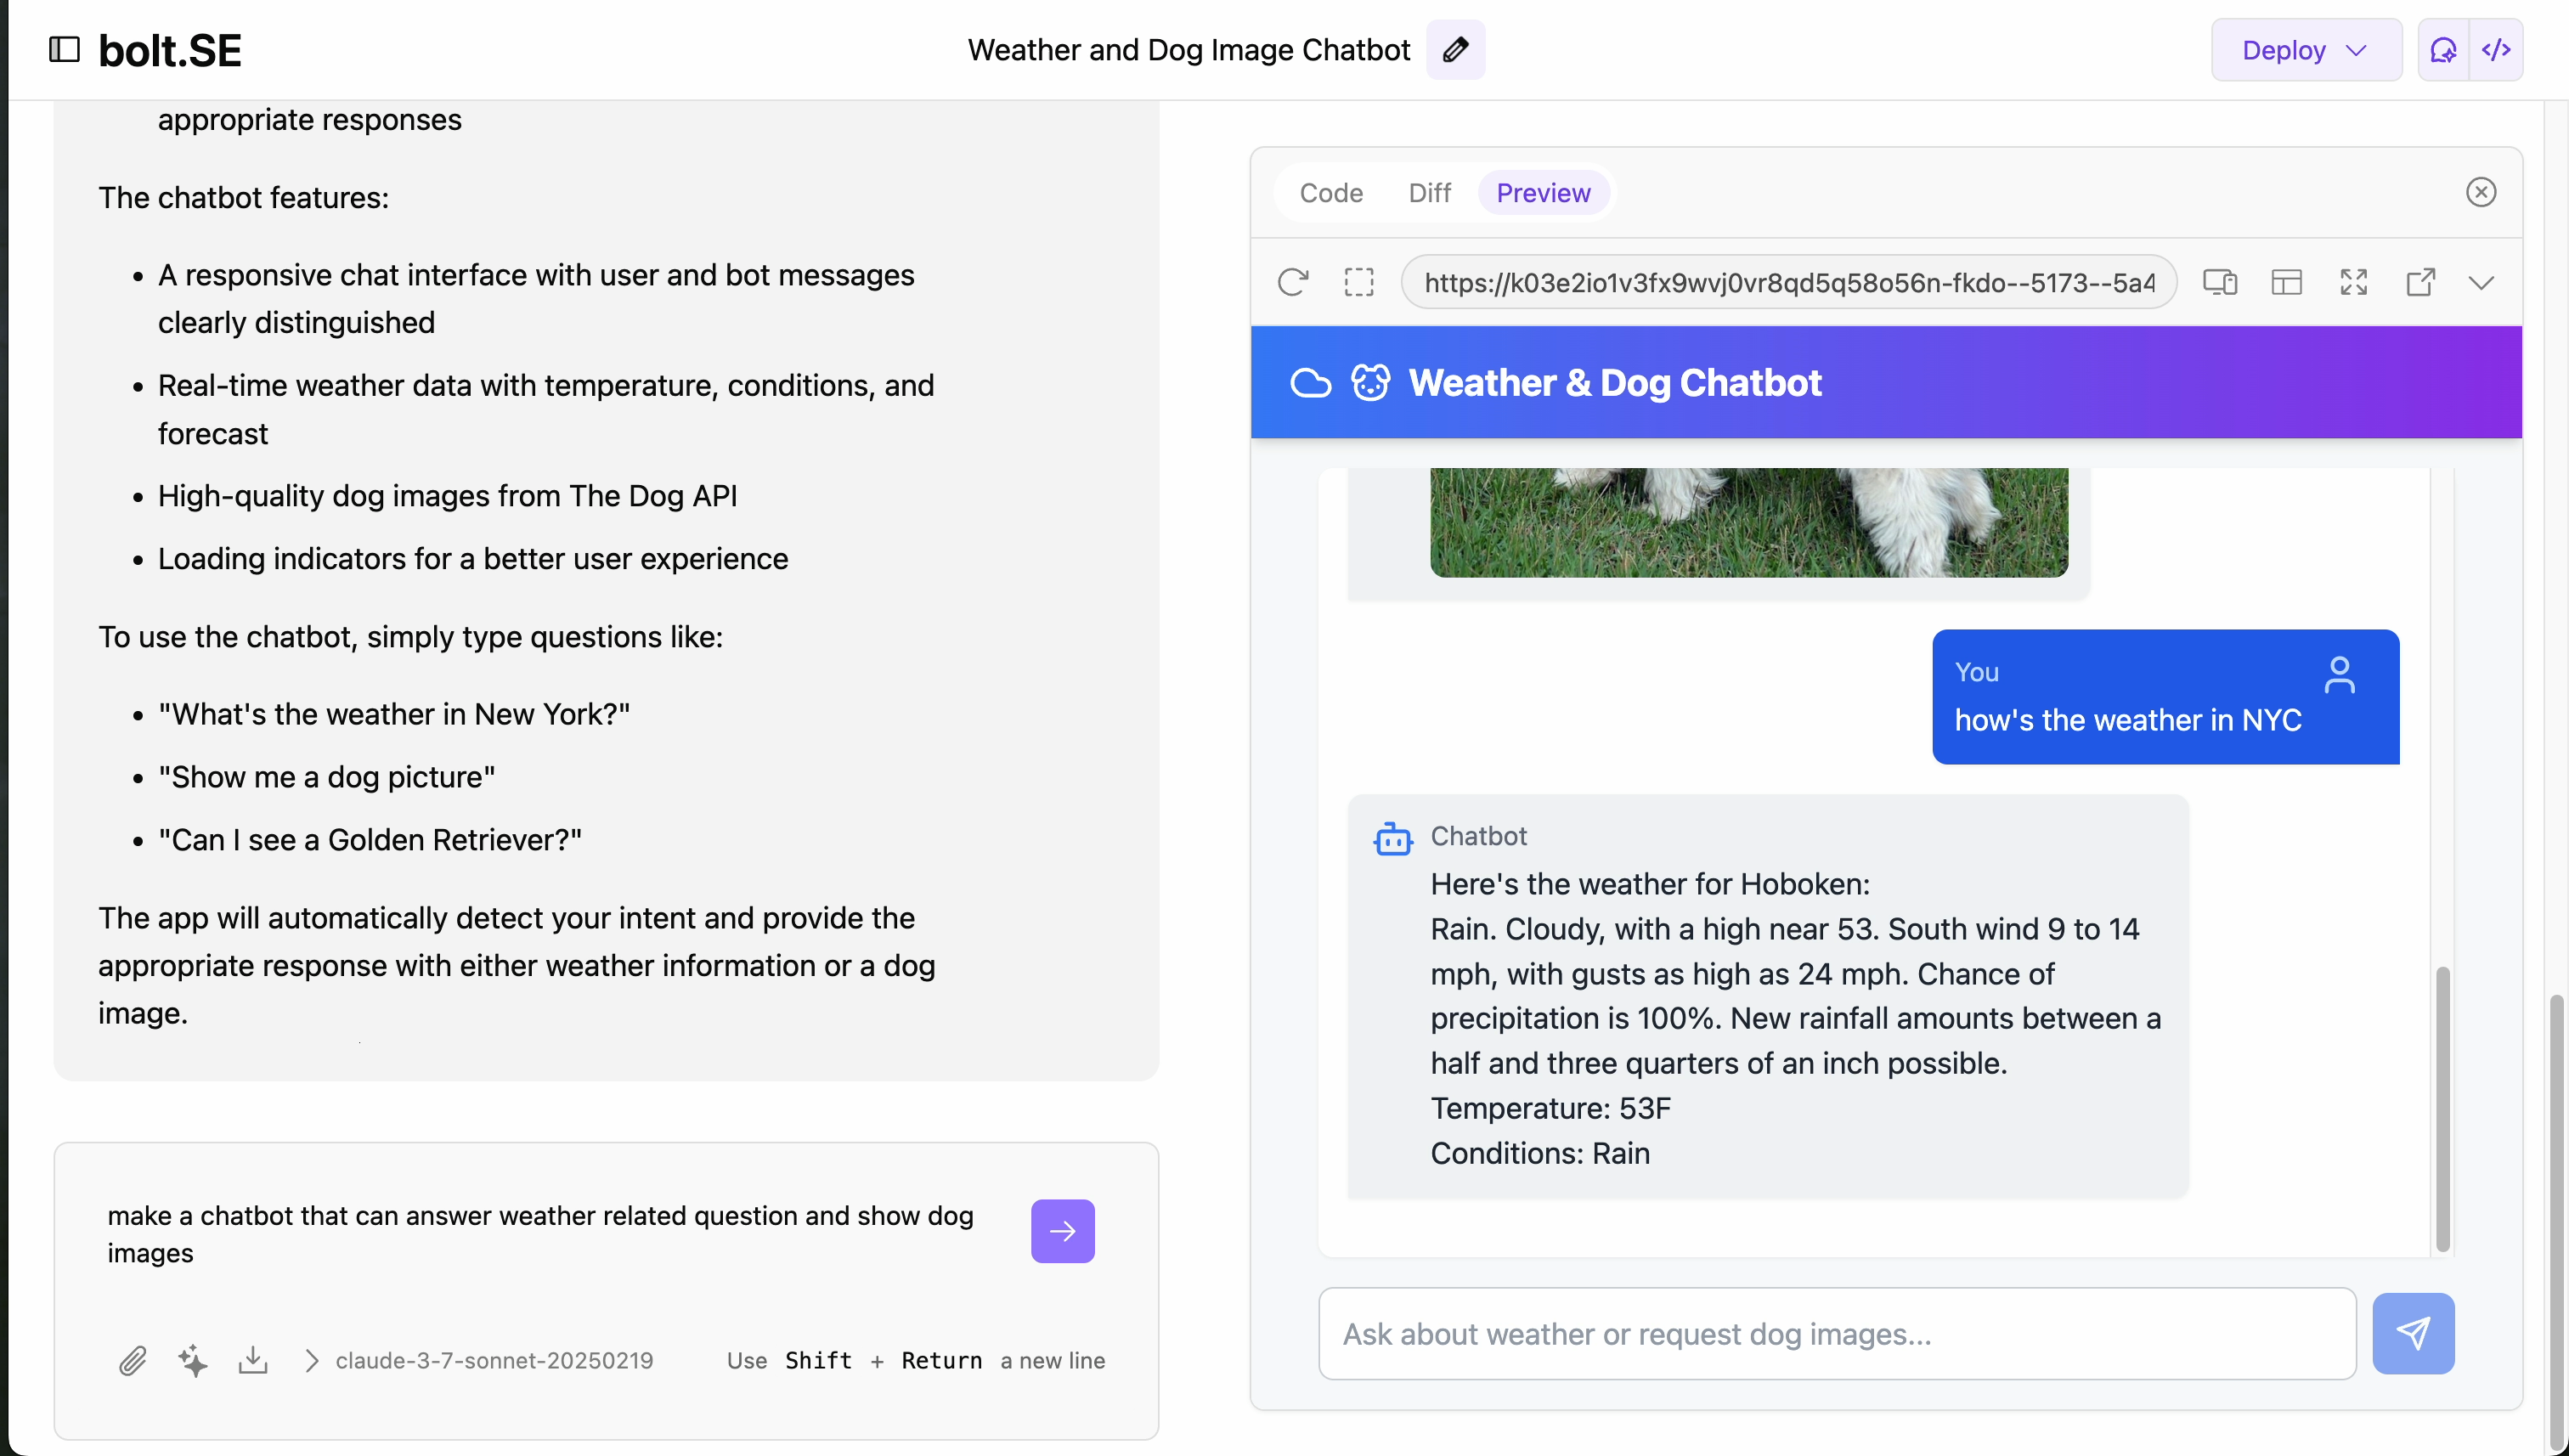 bolt.SE
Weather and Dog Image Chatbot
Deploy
appropriate responses
The chatbot features:
• A responsive chat interface with user and bot messages
clearly distinguished
• Real-time weather data with temperature, conditions, and
forecast
• High-quality dog images from The Dog API
• Loading indicators for a better user experience
To use the chatbot, simply type questions like:
• "What's the weather in New York?"
• "Show me a dog picture"
• "Can I see a Golden Retriever?"
The app will automatically detect your intent and provide the
appropriate response with either weather information or a dog
image.
make a chatbot that can answer weather related question and show dog
images
claude-3-7-sonnet-20250219
Use Shift + Return a new line
Code Diff Preview
https://k03e2io1v3fx9wvj0vr8qd5q58o56n-fkdo--5173--5a4
Weather & Dog Chatbot
You
how's the weather in NYC
Chatbot
Here's the weather for Hoboken:
Rain. Cloudy, with a high near 53. South wind 9 to 14
mph, with gusts as high as 24 mph. Chance of
precipitation is 100%. New rainfall amounts between a
half and three quarters of an inch possible.
Temperature: 53F
Conditions: Rain
Ask about weather or request dog images...